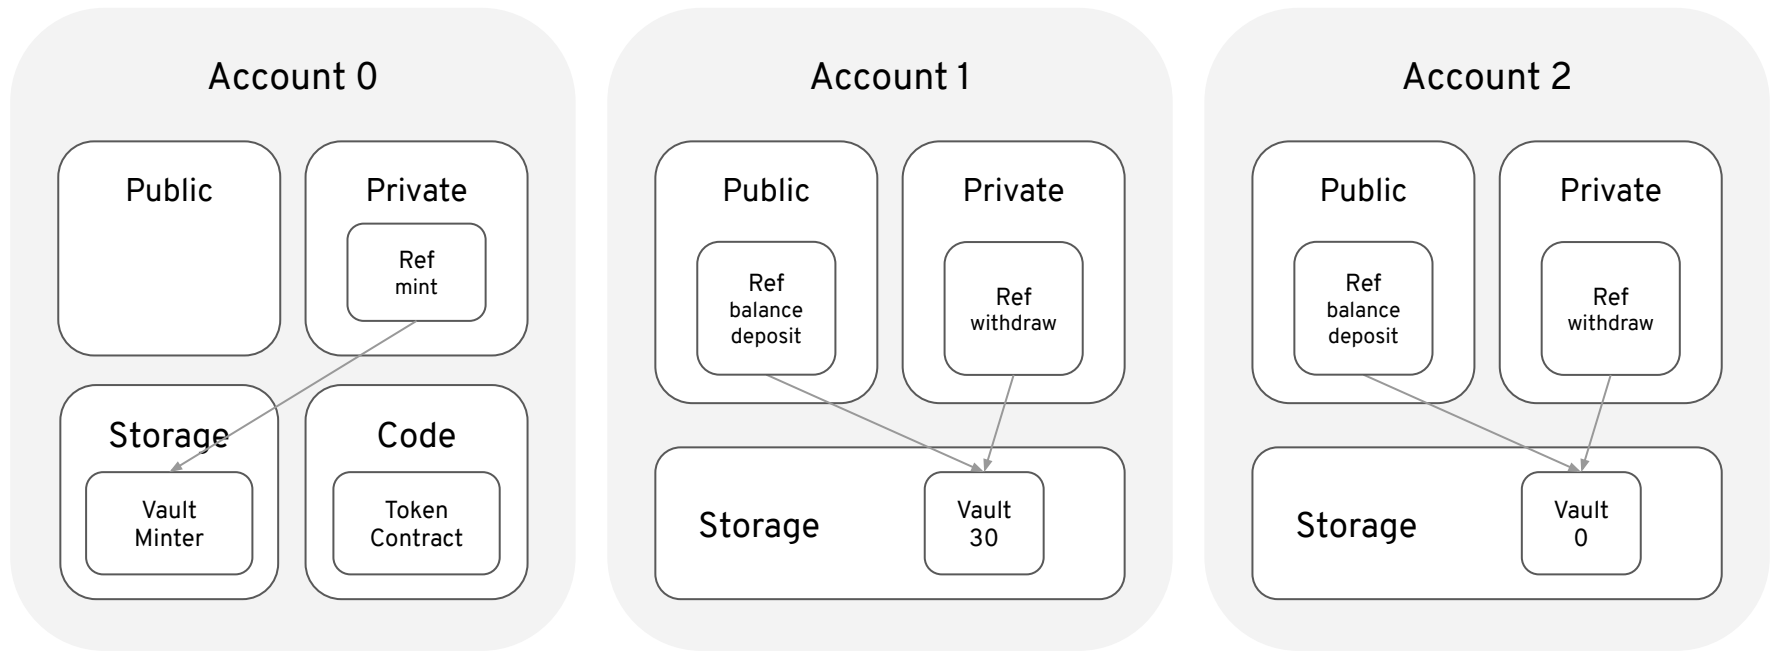 Account 0
Public
Private
Ref
mint
Storage
Vault
Minter
Code
Token
Contract
Account 1
Public
Ref
balance
deposit
Private
Ref
withdraw
Storage
Vault
30
Account 2
Public
Ref
balance
deposit
Private
Ref
withdraw
Storage
Vault
0